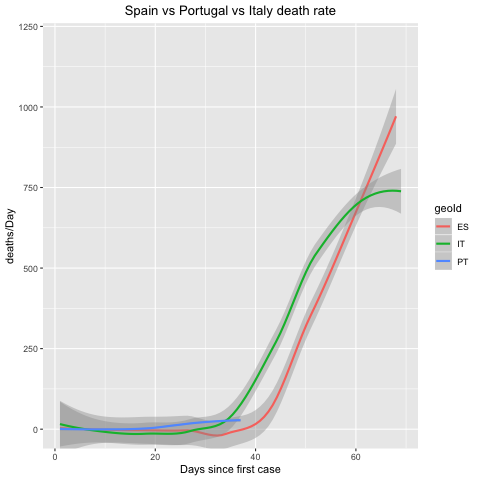 Spain vs Portugal vs Italy death rate
1250
1000
750
500
250
0
deaths/Day
0
20
40
60
Days since first case
geoId
ES
IT
PT